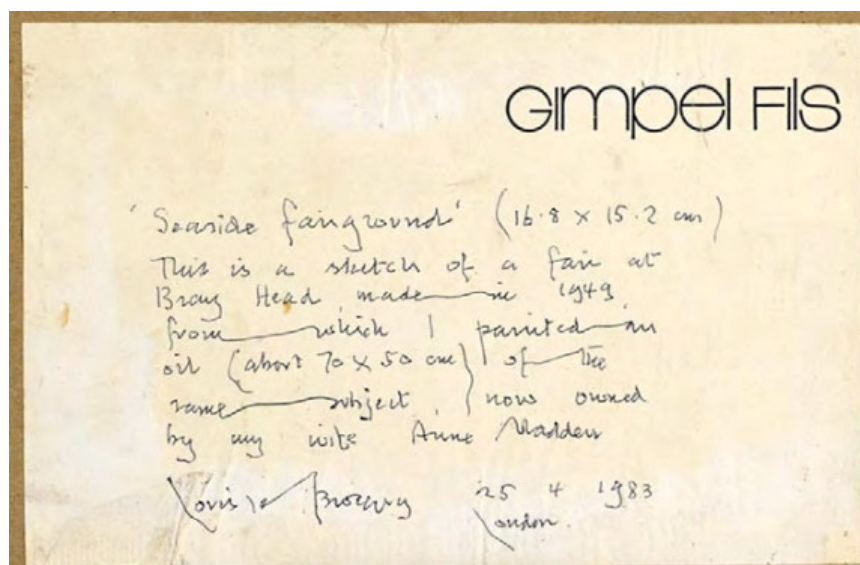 GIMPEL FILS
'Seaside fairground' (16.8 x 15.2 cms)
This is a sketch of a fair at
Bray Head made in 1949
from which I painted an
oil (about 70 x 50 cm) of the
same subject, now owned
by my wife Anne Madden
Louis le Brocquy 25 4 1983
London.